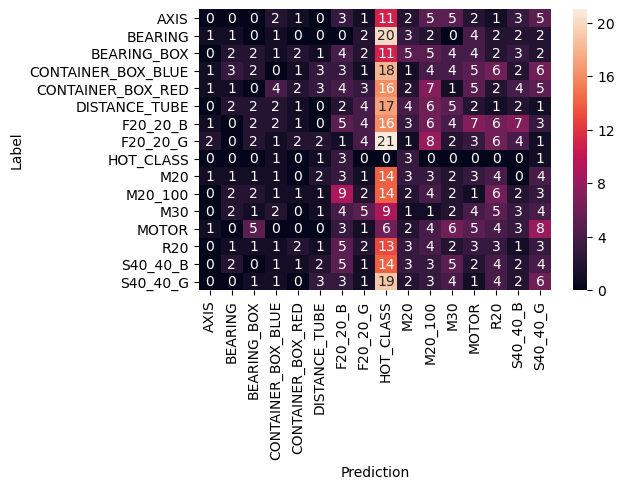 Label
AXIS 0 0 0 2 1 0 3 1 11 2 5 5 2 1 3 5
BEARING 1 1 0 1 0 0 0 2 20 3 2 0 4 2 2 2
BEARING_BOX 0 2 2 1 2 1 4 2 11 5 5 4 4 2 3 2
CONTAINER_BOX_BLUE 1 3 2 0 1 3 3 1 18 1 4 4 5 6 2 6
CONTAINER_BOX_RED 1 1 0 4 2 3 4 3 16 2 7 1 5 2 4 5
DISTANCE_TUBE 0 2 2 2 1 0 2 4 17 4 6 5 2 1 2 1
F20_20_B 1 0 2 2 1 0 5 4 16 3 6 4 7 6 7 3
F20_20_G 2 0 2 1 2 2 1 4 21 1 8 2 3 6 4 1
HOT_CLASS 0 0 0 1 0 1 3 0 0 3 0 0 0 0 0 1
M20 1 1 1 1 0 2 3 1 14 3 3 2 3 4 0 4
M20_100 0 2 2 1 1 1 9 2 14 2 4 2 1 6 2 3
M30 0 2 1 2 0 1 4 5 9 1 1 2 4 5 3 4
MOTOR 1 0 5 0 0 0 3 1 6 2 4 6 5 4 3 8
R20 0 1 1 1 2 1 5 2 13 3 4 2 3 3 1 3
S40_40_B 0 2 0 1 1 2 5 1 14 3 3 5 2 4 2 4
S40_40_G 0 0 1 1 0 3 3 1 19 2 3 4 1 4 2 6
AXIS
BEARING
BEARING_BOX
CONTAINER_BOX_BLUE
CONTAINER_BOX_RED
DISTANCE_TUBE
F20_20_B
F20_20_G
HOT_CLASS
M20
M20_100
M30
MOTOR
R20
S40_40_B
S40_40_G
Prediction
20
16
12
8
4
0